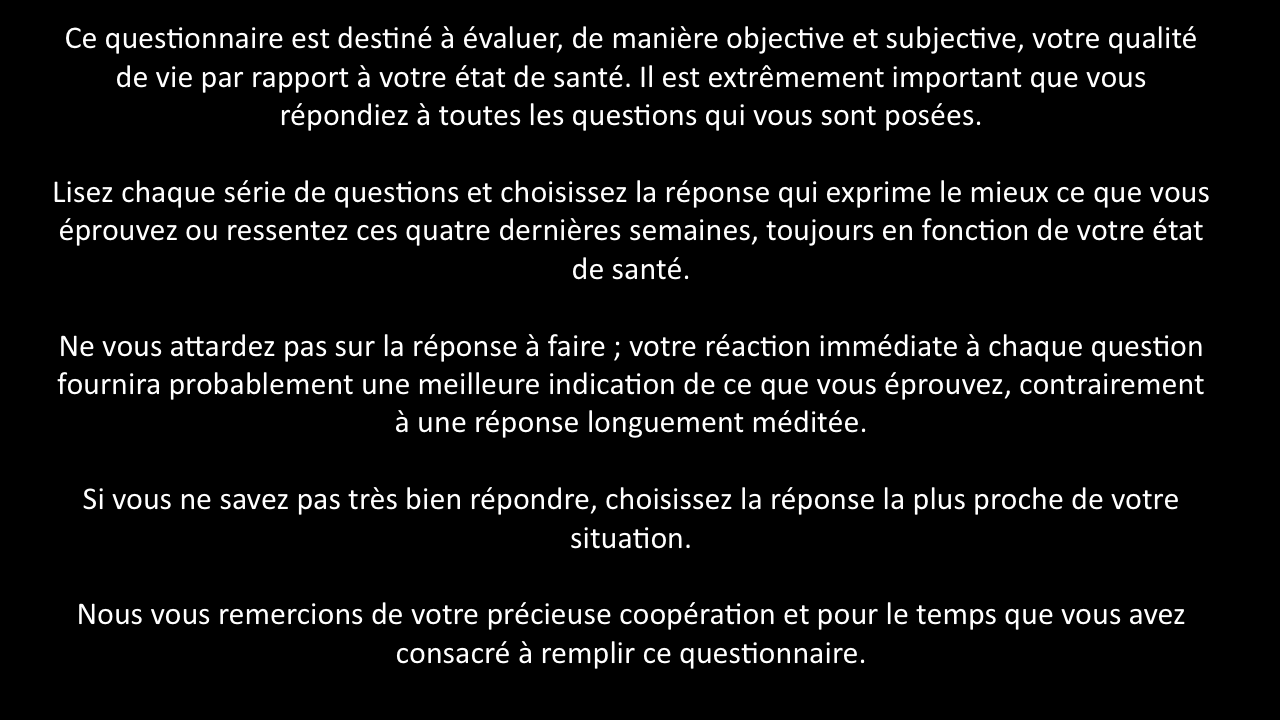 Ce questionnaire est destiné à évaluer, de manière objective et subjective, votre qualité
de vie par rapport à votre état de santé. Il est extrêmement important que vous
répondiez à toutes les questions qui vous sont posées.
Lisez chaque série de questions et choisissez la réponse qui exprime le mieux ce que vous
éprouvez ou ressentez ces quatre dernières semaines, toujours en fonction de votre état
de santé.
Ne vous attardez pas sur la réponse à faire ; votre réaction immédiate à chaque question
fournira probablement une meilleure indication de ce que vous éprouvez, contrairement
à une réponse longuement méditée.
Si vous ne savez pas très bien répondre, choisissez la réponse la plus proche de votre
situation.
Nous vous remercions de votre précieuse coopération et pour le temps que vous avez
consacré à remplir ce questionnaire.